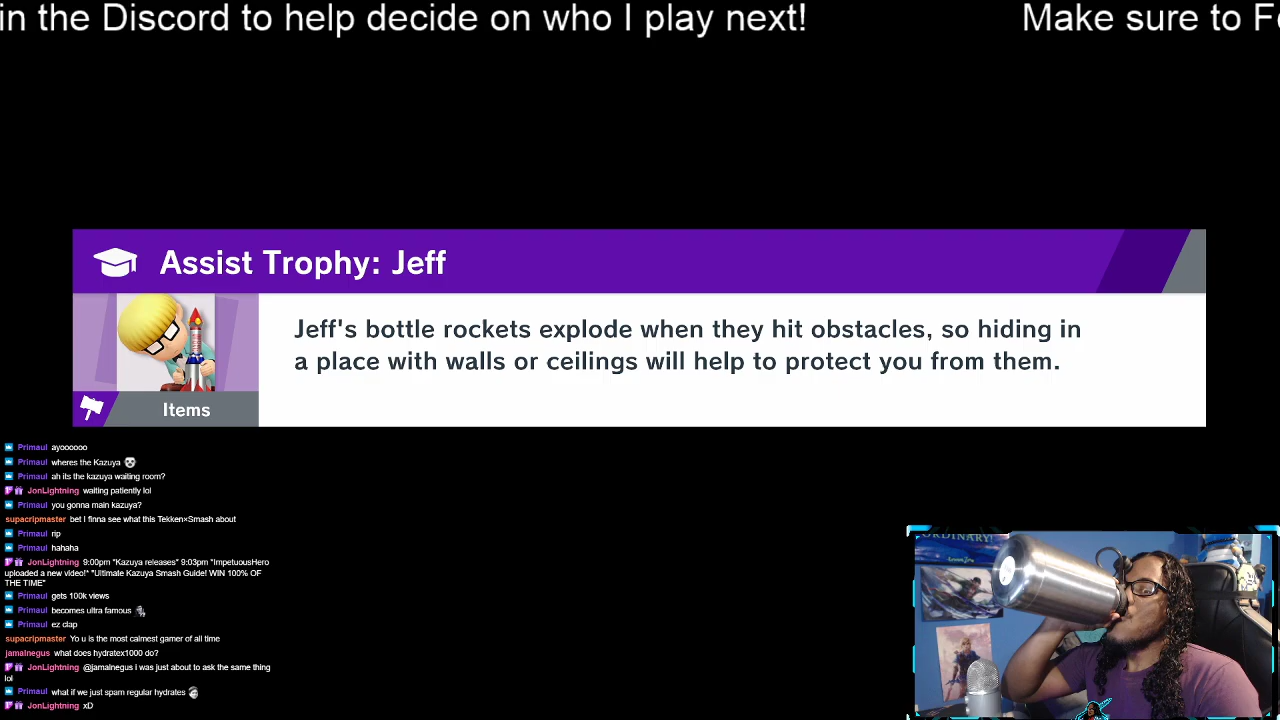 in the Discord to help decide on who I play next! Make sure to F
Assist Trophy: Jeff
Jeff's bottle rockets explode when they hit obstacles, so hiding in
a place with walls or ceilings will help to protect you from them.
Items
Primaul ayoooooo
Primaul wheres the Kazuya
Primaul ah its the kazuya waiting room?
JonLightning waiting patiently lol
Primaul you gonna main kazuya?
supacripmaster bet I finna see what this Tekken×Smash about
Primaul rip
Primaul hahaha
JonLightning 9:00pm *Kazuya releases* 9:03pm *ImpetuousHero
uploaded a new video!* "Ultimate Kazuya Smash Guide! WIN 100% OF
THE TIME"
Primaul gets 100k views
Primaul becomes ultra famous
Primaul ez clap
supacripmaster Yo u is the most calmest gamer of all time
jamalnegus what does hydratex1000 do?
JonLightning @jamalnegus i was just about to ask the same thing
lol
Primaul what if we just spam regular hydrates
JonLightning xD
ORDINARY!